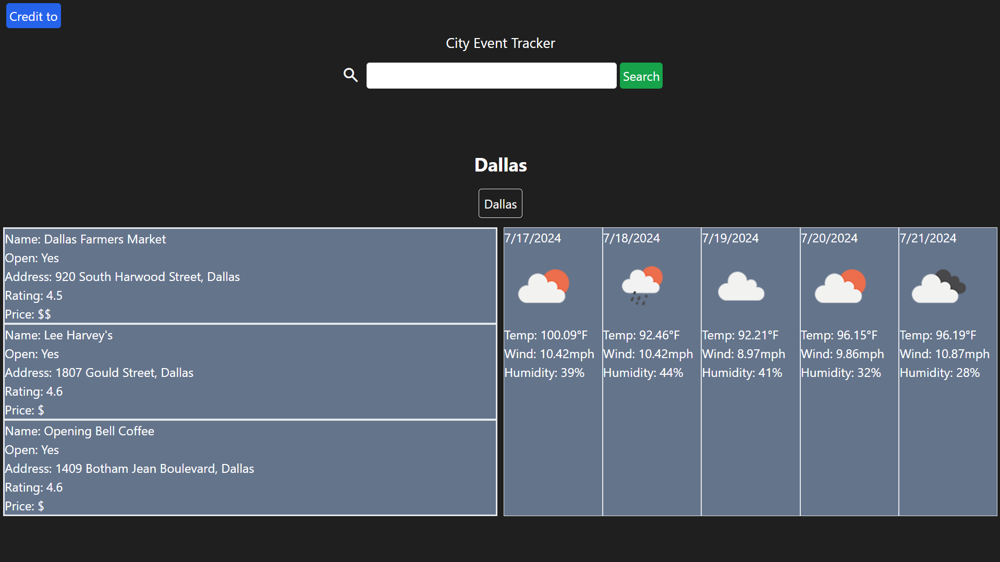 Credit to
City Event Tracker
Search
Dallas
Dallas
Name: Dallas Farmers Market
Open: Yes
Address: 920 South Harwood Street, Dallas
Rating: 4.5
Price: $$
Name: Lee Harvey's
Open: Yes
Address: 1807 Gould Street, Dallas
Rating: 4.6
Price: $
Name: Opening Bell Coffee
Open: Yes
Address: 1409 Botham Jean Boulevard, Dallas
Rating: 4.6
Price: $
7/17/2024
Temp: 100.09°F
Wind: 10.42mph
Humidity: 39%
7/18/2024
Temp: 92.46°F
Wind: 10.42mph
Humidity: 44%
7/19/2024
Temp: 92.21°F
Wind: 8.97mph
Humidity: 41%
7/20/2024
Temp: 96.15°F
Wind: 9.86mph
Humidity: 32%
7/21/2024
Temp: 96.19°F
Wind: 10.87mph
Humidity: 28%